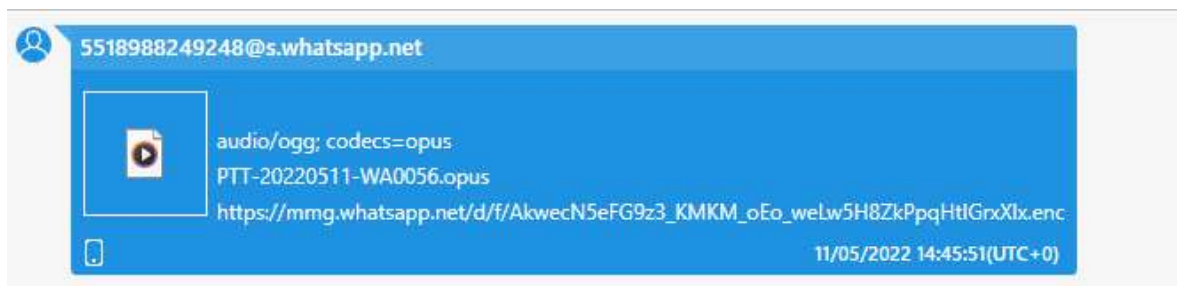 5518988249248@s.whatsapp.net
audio/ogg; codecs=opus
PTT-20220511-WA0056.opus
https://mmg.whatsapp.net/d/f/AkwecN5eFG9z3_KMKM_oEo_weLw5H8ZkPpqHtIGrxXlx.enc
11/05/2022 14:45:51(UTC+0)